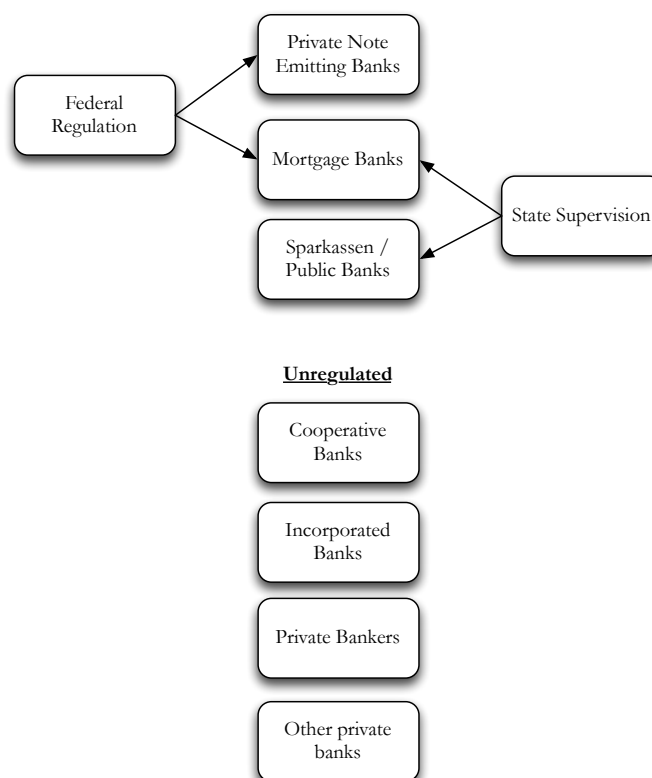 Private Note
Emitting Banks
Federal
Regulation
Mortgage Banks
State Supervision
Sparkassen /
Public Banks
Unregulated
Cooperative
Banks
Incorporated
Banks
Private Bankers
Other private
banks